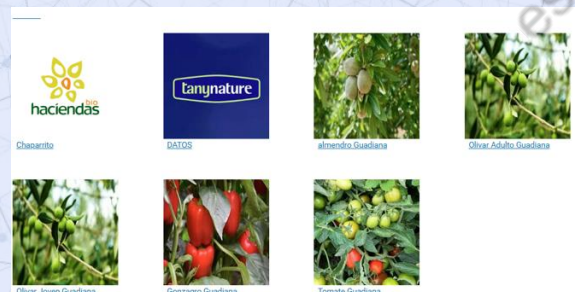 haciendas
bio
Chaparrito
DATOS
tanynature
almendro Guadiana
Olivar Adulto Guadiana
Olivar Joven Guadiana
Gonzagro Guadiana
Tomate Guadiana